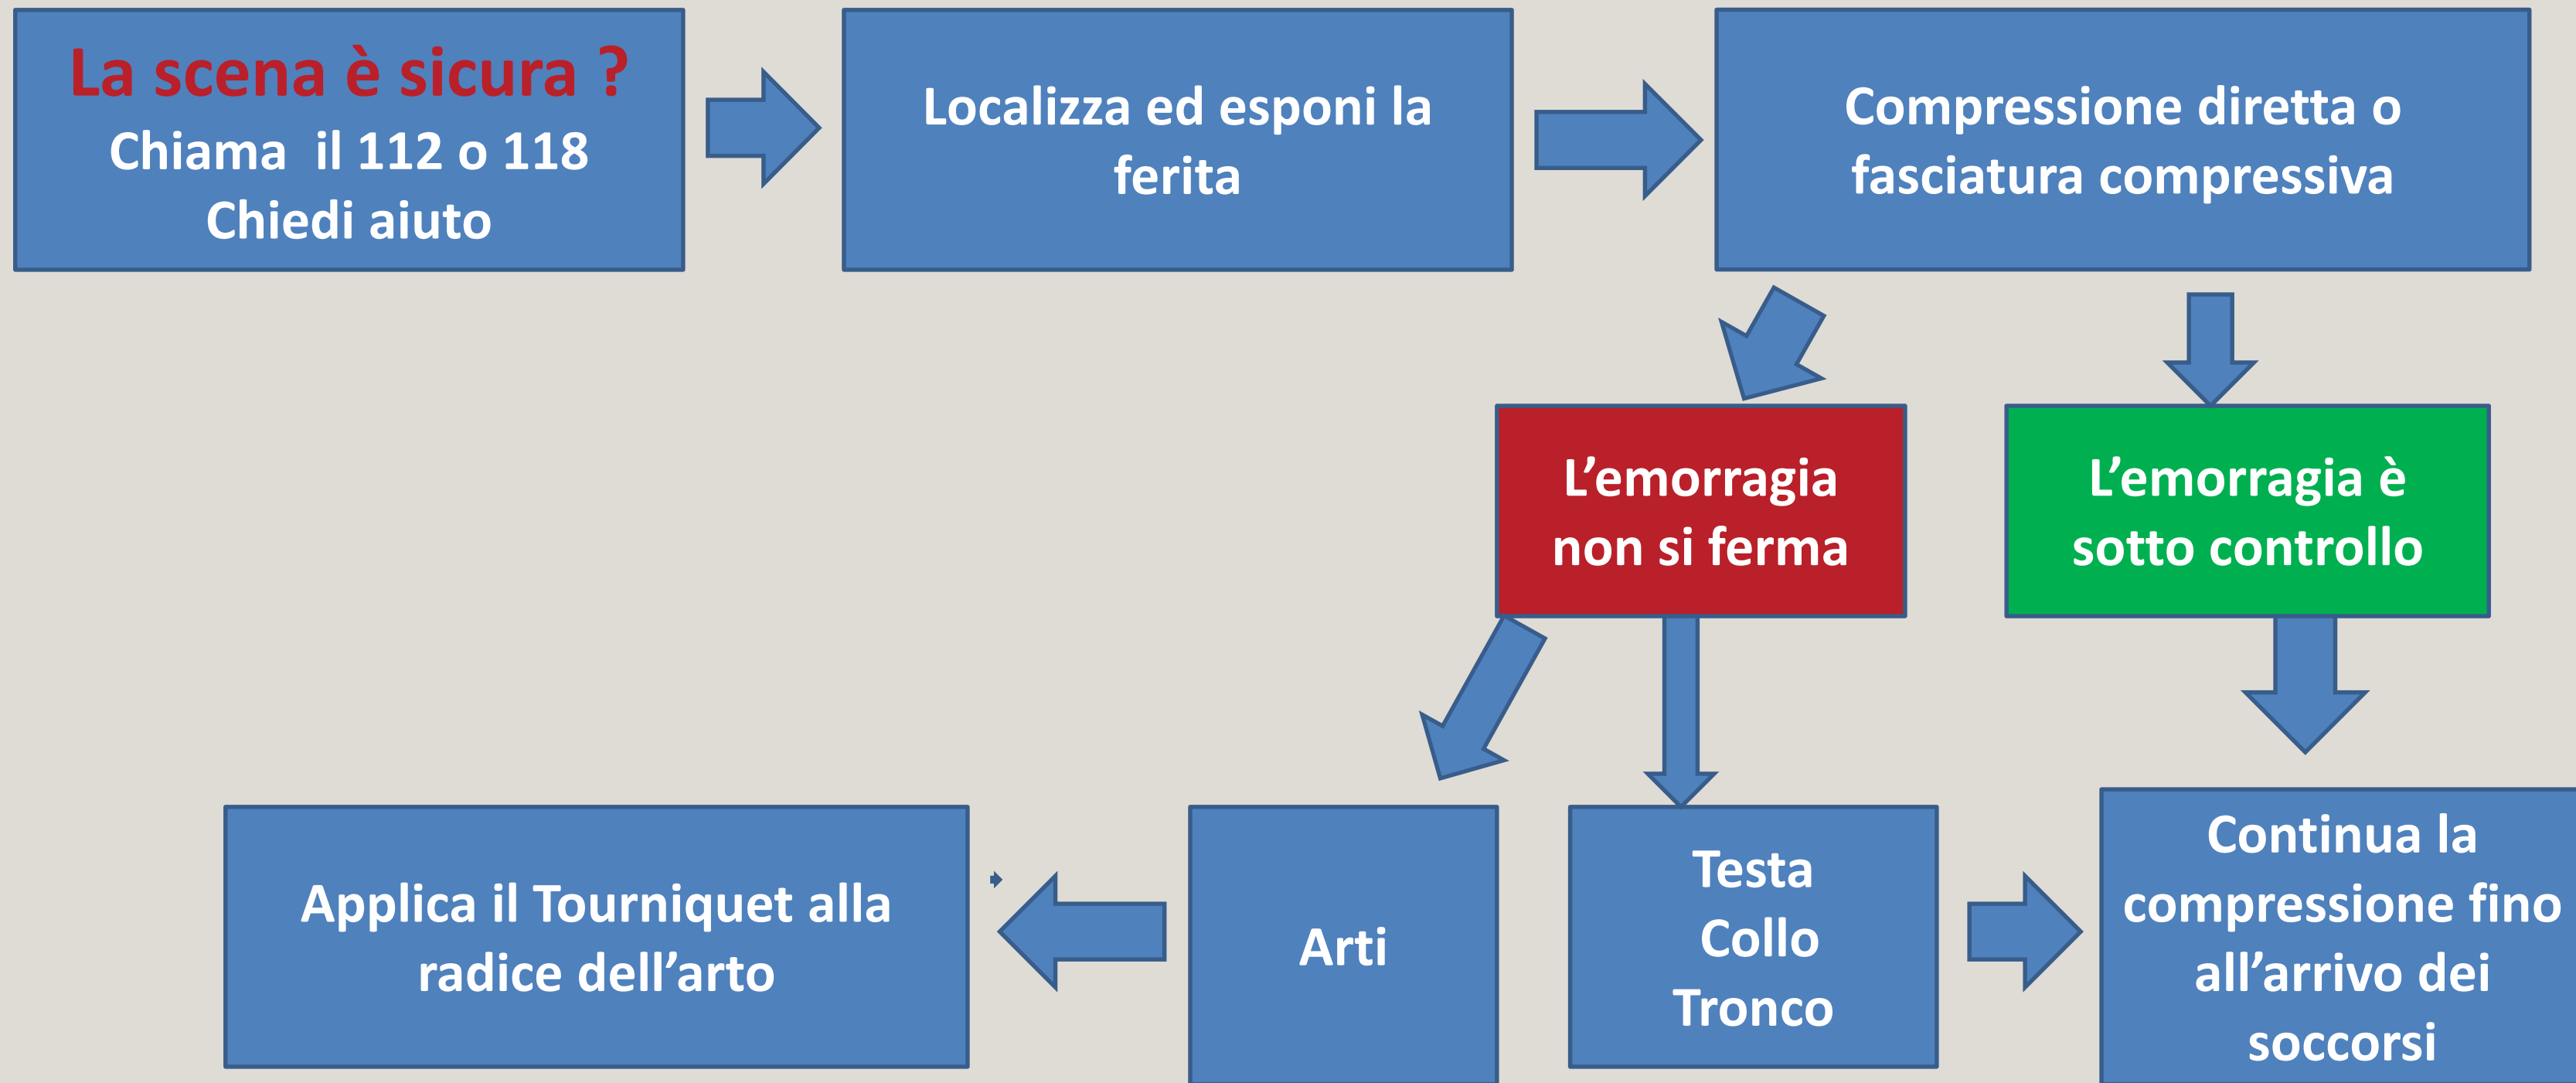 La scena è sicura ?
Chiama il 112 o 118
Chiedi aiuto
Localizza ed esponi la
ferita
Compressione diretta o
fasciatura compressiva
L’emorragia
non si ferma
L’emorragia è
sotto controllo
Applica il Tourniquet alla
radice dell’arto
Arti
Testa
Collo
Tronco
Continua la
compressione fino
all’arrivo dei
soccorsi